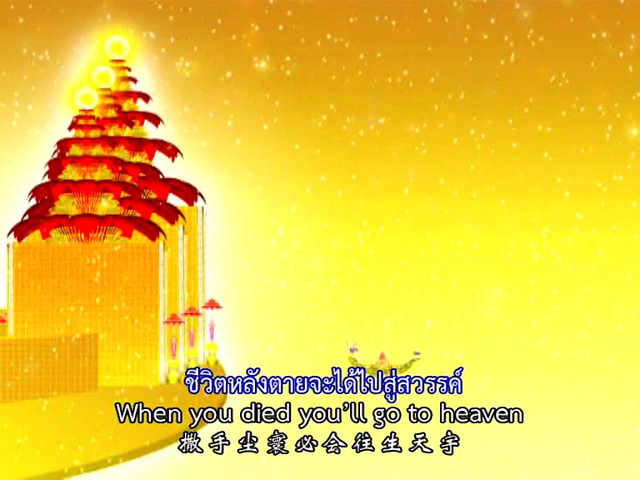 ชีวิตหลังตายจะได้ไปสู่สวรรค์
When you died you'll go to heaven
撒手尘寰必会往生天宇